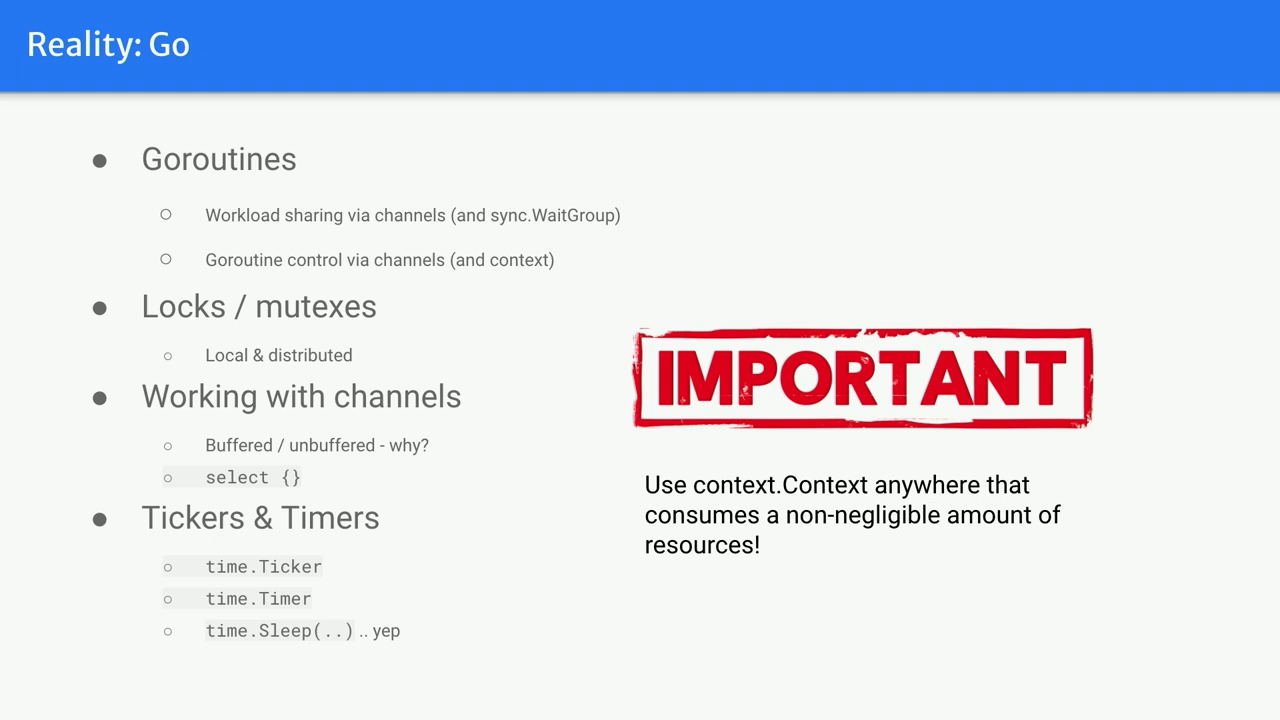 Reality: Go
● Goroutines
○ Workload sharing via channels (and sync.WaitGroup)
○ Goroutine control via channels (and context)
● Locks / mutexes
○ Local & distributed
● Working with channels
○ Buffered / unbuffered - why?
○ select {}
● Tickers & Timers
○ time.Ticker
○ time.Timer
○ time.Sleep(..) .. yep
IMPORTANT
Use context.Context anywhere that
consumes a non-negligible amount of
resources!